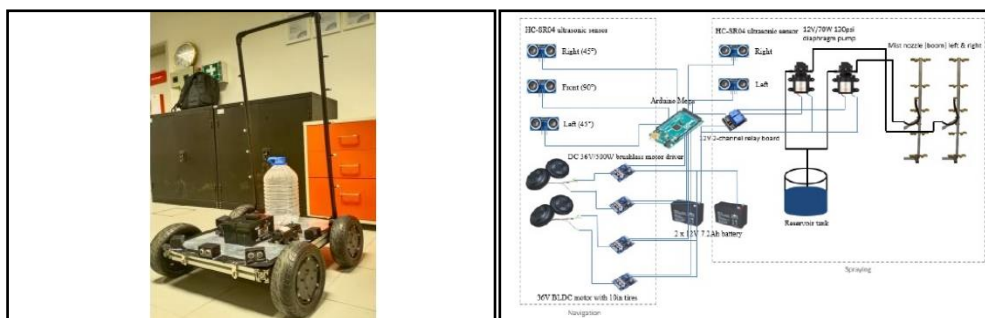 HC-SR04 ultrasonic sensor
Right (45°)
Front (90°)
Left (45°)
Arduino Mega
DC 36V/500W brushless motor driver
2 x 12V 7.2Ah battery
36V BLDC motor with 10in tires
Navigation
HC-SR04 ultrasonic sensor
Right
Left
12V 2-channel relay board
12V/70W 130psi
diaphragm pump
Mist nozzle (boom) left & right
Reservoir tank
Spraying